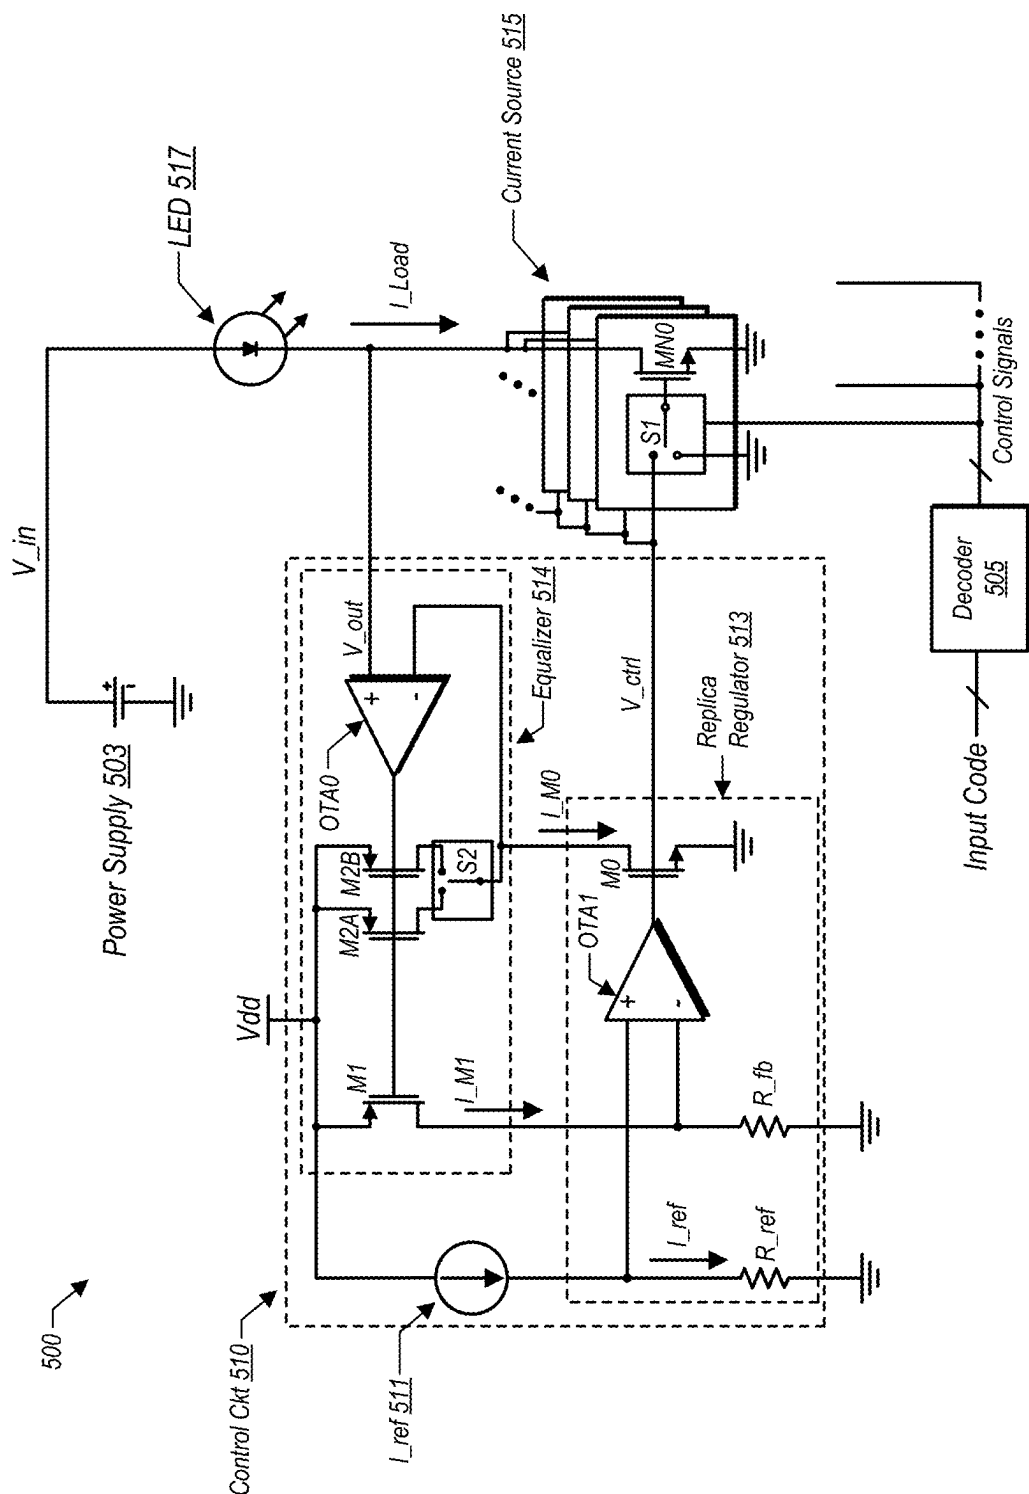 500
Control Ckt 510
I_ref 511
Vdd
Power Supply 503
+
-
V_in
LED 517
I_Load
Current Source 515
M1
M2A
M2B
S2
OTA0
+
-
V_out
Equalizer 514
I_M1
I_M0
Replica
Regulator 513
I_ref
R_ref
R_fb
OTA1
+
-
M0
V_ctrl
S1
MN0
Input Code
Decoder
505
Control Signals